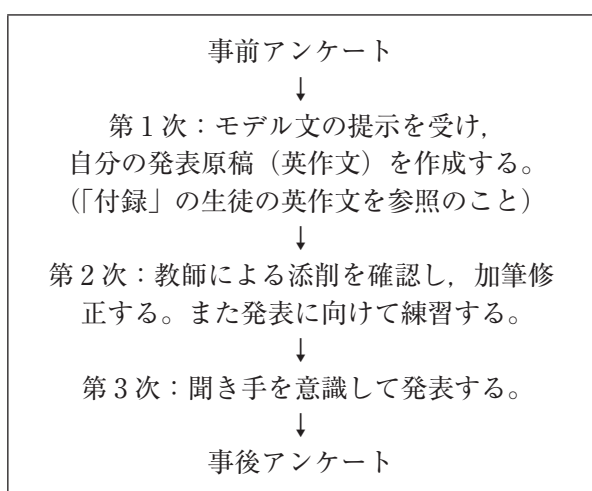 事前アンケート
↓
第1次：モデル文の提示を受け，
自分の発表原稿（英作文）を作成する。
（「付録」の生徒の英作文を参照のこと）
↓
第2次：教師による添削を確認し，加筆修
正する。また発表に向けて練習する。
↓
第3次：聞き手を意識して発表する。
↓
事後アンケート